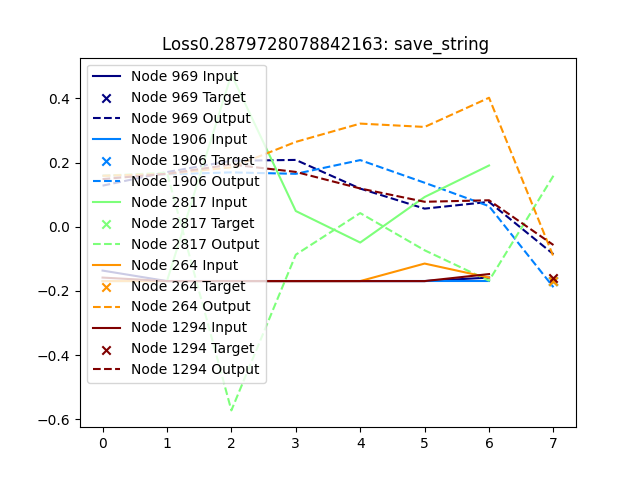 Loss0.2879728078842163: save_string
Node 969 Input
Node 969 Target
Node 969 Output
Node 1906 Input
Node 1906 Target
Node 1906 Output
Node 2817 Input
Node 2817 Target
Node 2817 Output
Node 264 Input
Node 264 Target
Node 264 Output
Node 1294 Input
Node 1294 Target
Node 1294 Output
0.4
0.2
0.0
−0.2
−0.4
−0.6
0 1 2 3 4 5 6 7